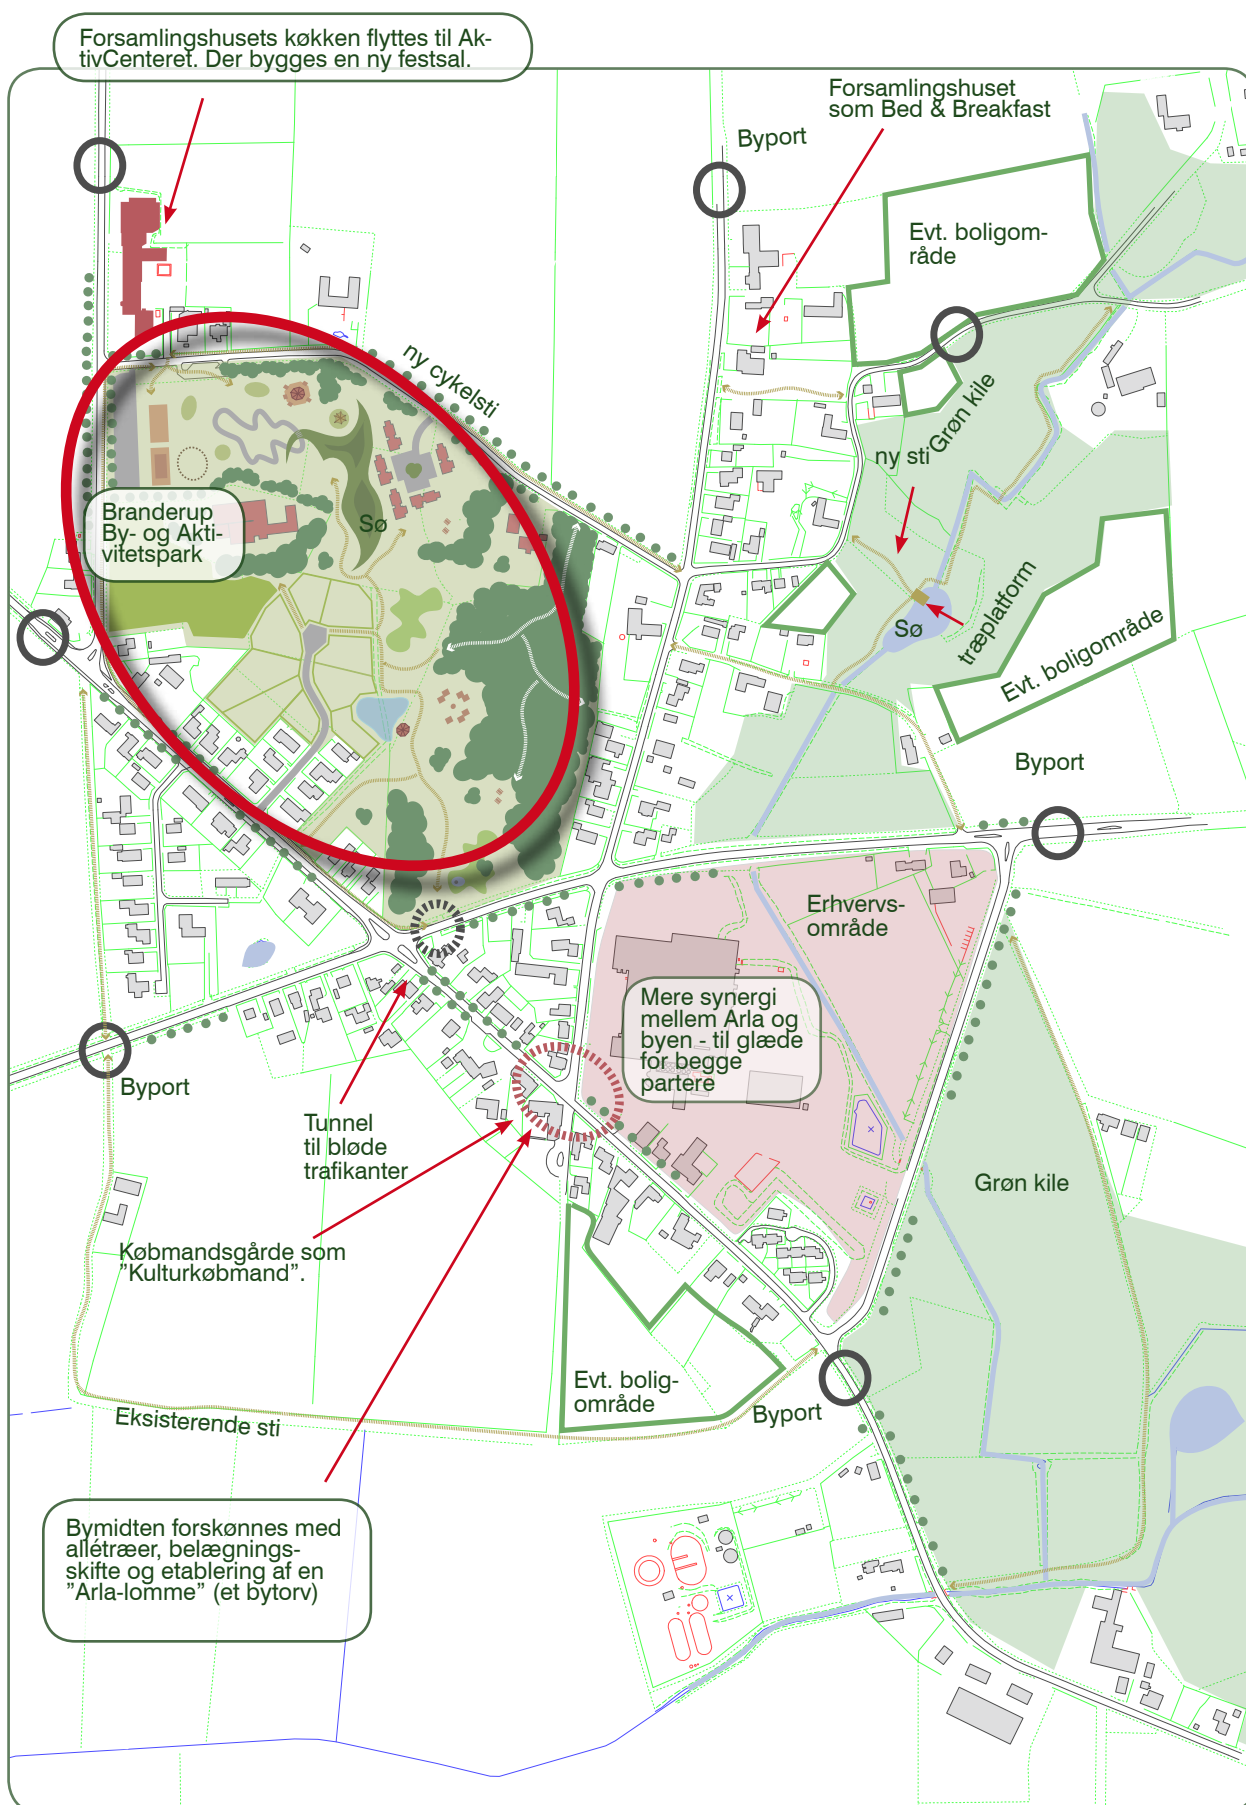 Forsamlingshusets køkken flyttes til Ak-
tivCenteret. Der bygges en ny festsal.
Forsamlingshuset
som Bed & Breakfast
Byport
Evt. boligom-
råde
ny cykelsti
Grøn kile
ny sti
Branderup
By- og Akti-
vitetspark
Sø
Sø
træplatform
Evt. boligområde
Byport
Erhvervs-
område
Mere synergi
mellem Arla og
byen - til glæde
for begge
partere
Byport
Tunnel
til bløde
trafikanter
Grøn kile
Købmandsgårde som
”Kulturkøbmand”.
Evt. bolig-
område
Byport
Eksisterende sti
Bymidten forskønnes med
allétræer, belægnings-
skifte og etablering af en
”Arla-lomme” (et bytorv)